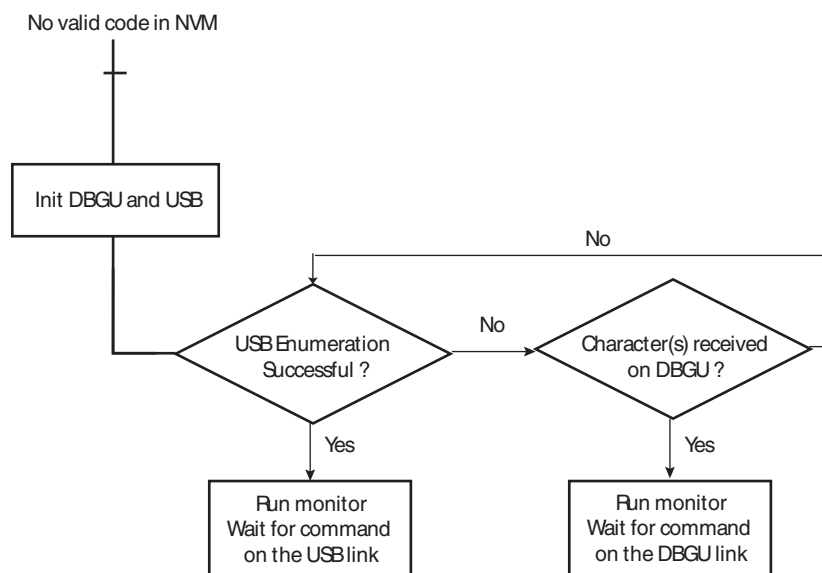 No valid code in NVM
Init DBGU and USB
No
USB Enumeration
Successful ?
No
Character(s) received
on DBGU ?
Yes
Yes
Run monitor
Wait for command
on the USB link
Run monitor
Wait for command
on the DBGU link